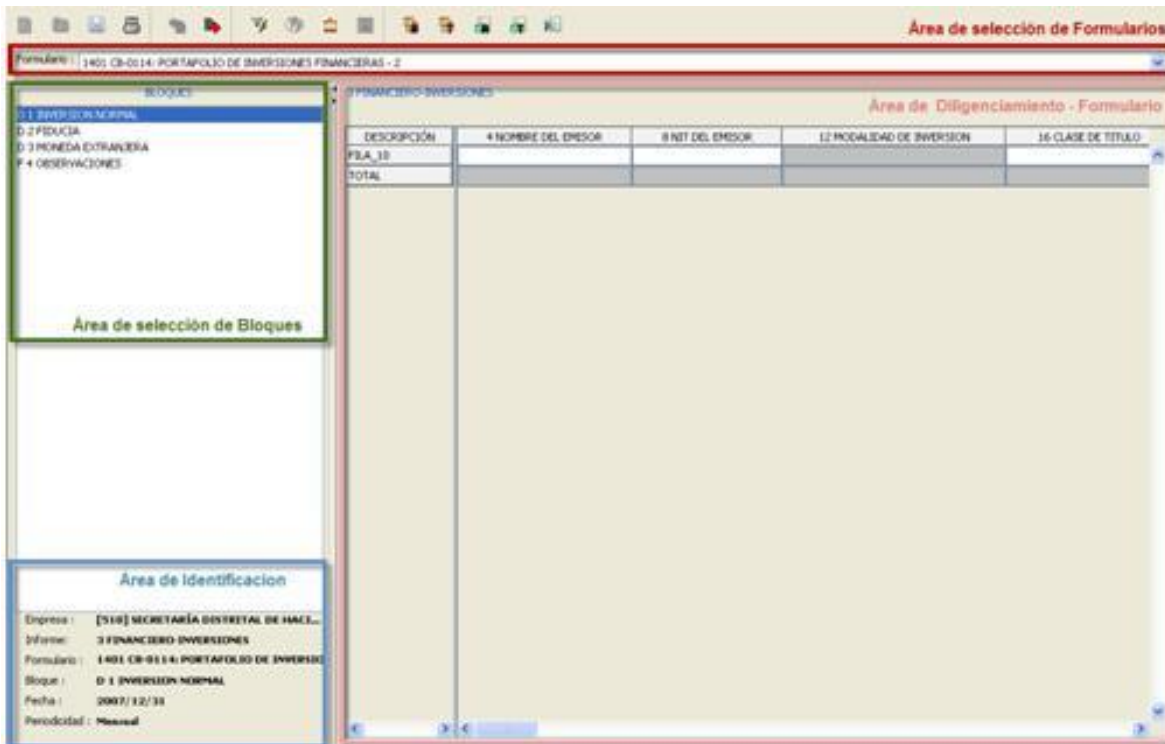 Área de selección de Formularios
Formulario : 1401 CB-0114: PORTAFOLIO DE INVERSIONES FINANCIERAS - 2
BLOQUES
D 1 INVERSION NORMAL
D 2 FIDUCIA
D 3 MONEDA EXTRANJERA
F 4 OBSERVACIONES
Área de selección de Bloques
3 FINANCIERO-INVERSIONES
Área de Diligenciamiento - Formulario
DESCRIPCIÓN 4 NOMBRE DEL EMISOR 8 NIT DEL EMISOR 12 MODALIDAD DE INVERSION 16 CLASE DE TITULO
FILA_10
TOTAL
Área de Identificacion
Empresa : [510] SECRETARÍA DISTRITAL DE HACI...
Informe: 3 FINANCIERO-INVERSIONES
Formulario : 1401 CB-0114: PORTAFOLIO DE INVERSIO
Bloque : D 1 INVERSION NORMAL
Fecha : 2007/12/31
Periodicidad : Mensual